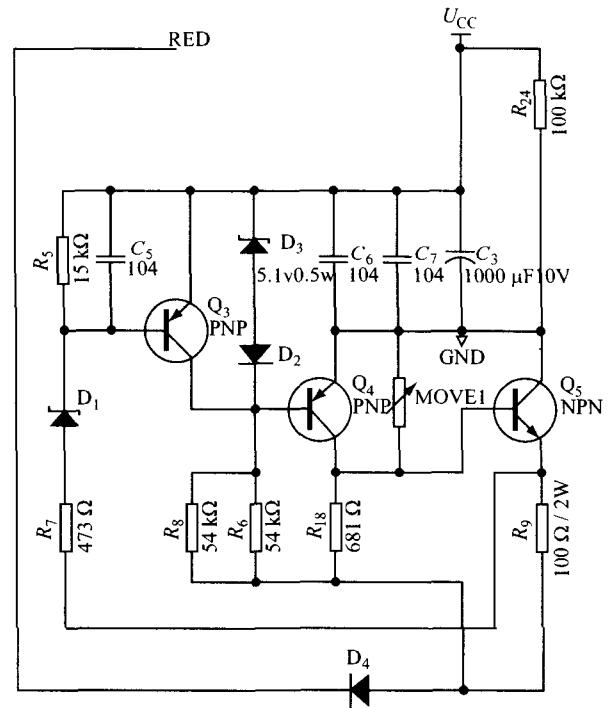 U_CC
RED
R_24
100 kΩ
R_5
15 kΩ
C_5
104
D_3
5.1v0.5w
C_6
104
C_7
104
C_3
1000 μF10V
Q_3
PNP
GND
D_2
D_1
Q_4
PNP
MOVE1
Q_5
NPN
R_7
473 Ω
R_8
54 kΩ
R_6
54 kΩ
R_18
681 Ω
R_9
100 Ω / 2W
D_4